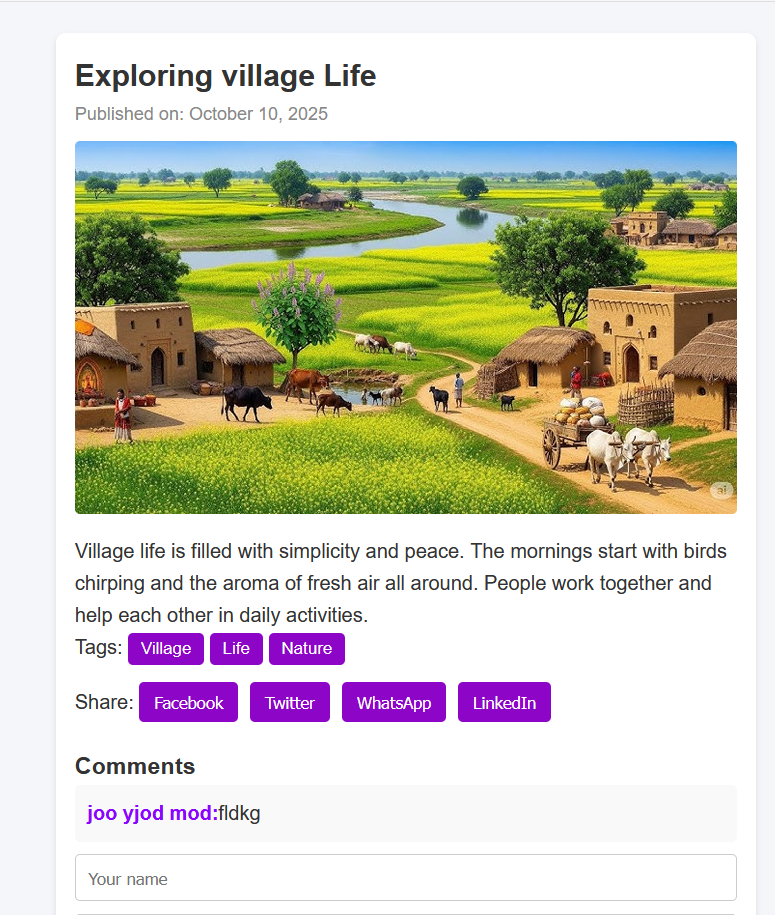 Exploring village Life
Published on: October 10, 2025
ai
Village life is filled with simplicity and peace. The mornings start with birds
chirping and the aroma of fresh air all around. People work together and
help each other in daily activities.
Tags: Village Life Nature
Share: Facebook Twitter WhatsApp LinkedIn
Comments
joo yjod mod:fldkg
Your name